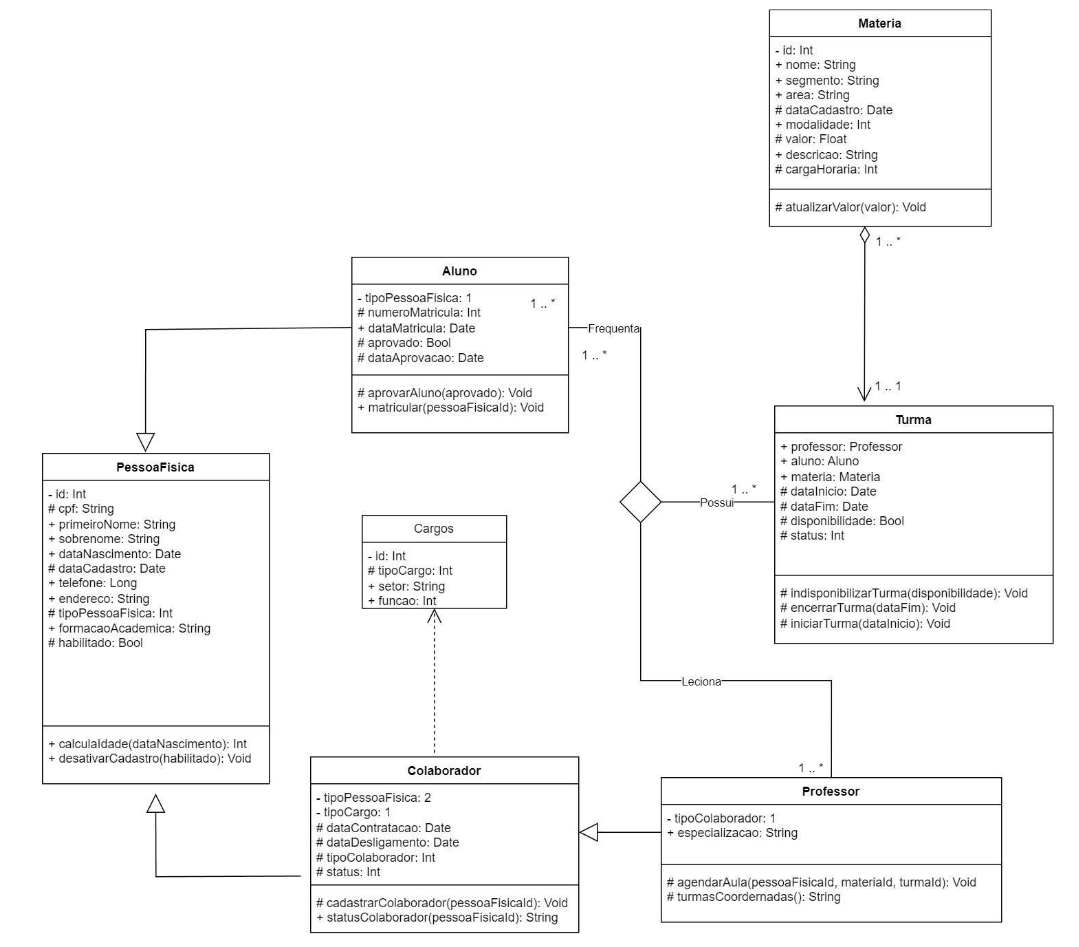 Materia
- id: Int
+ nome: String
+ segmento: String
+ area: String
# dataCadastro: Date
+ modalidade: Int
# valor: Float
+ descricao: String
# cargaHoraria: Int
# atualizarValor(valor): Void
1 .. *
Aluno
- tipoPessoaFisica: 1
# numeroMatricula: Int
+ dataMatricula: Date
# aprovado: Bool
# dataAprovacao: Date
# aprovarAluno(aprovado): Void
+ matricular(pessoaFisicaId): Void
1 .. *
Frequenta
1 .. *
1 .. 1
Turma
+ professor: Professor
+ aluno: Aluno
+ materia: Materia
# dataInicio: Date
# dataFim: Date
# disponibilidade: Bool
# status: Int
# indisponibilizarTurma(disponibilidade): Void
# encerrarTurma(dataFim): Void
# iniciarTurma(dataInicio): Void
1 .. *
Possui
PessoaFisica
- id: Int
# cpf: String
+ primeiroNome: String
+ sobrenome: String
+ dataNascimento: Date
# dataCadastro: Date
+ telefone: Long
+ endereco: String
# tipoPessoaFisica: Int
+ formacaoAcademica: String
# habilitado: Bool
+ calculaIdade(dataNascimento): Int
+ desativarCadastro(habilitado): Void
Cargos
- id: Int
# tipoCargo: Int
+ setor: String
+ funcao: Int
Leciona
1 .. *
Colaborador
- tipoPessoaFisica: 2
- tipoCargo: 1
# dataContratacao: Date
# dataDesligamento: Date
# tipoColaborador: Int
# status: Int
# cadastrarColaborador(pessoaFisicaId): Void
+ statusColaborador(pessoaFisicaId): String
Professor
- tipoColaborador: 1
+ especializacao: String
# agendarAula(pessoaFisicaId, materiaId, turmaId): Void
# turmasCoordernadas(): String